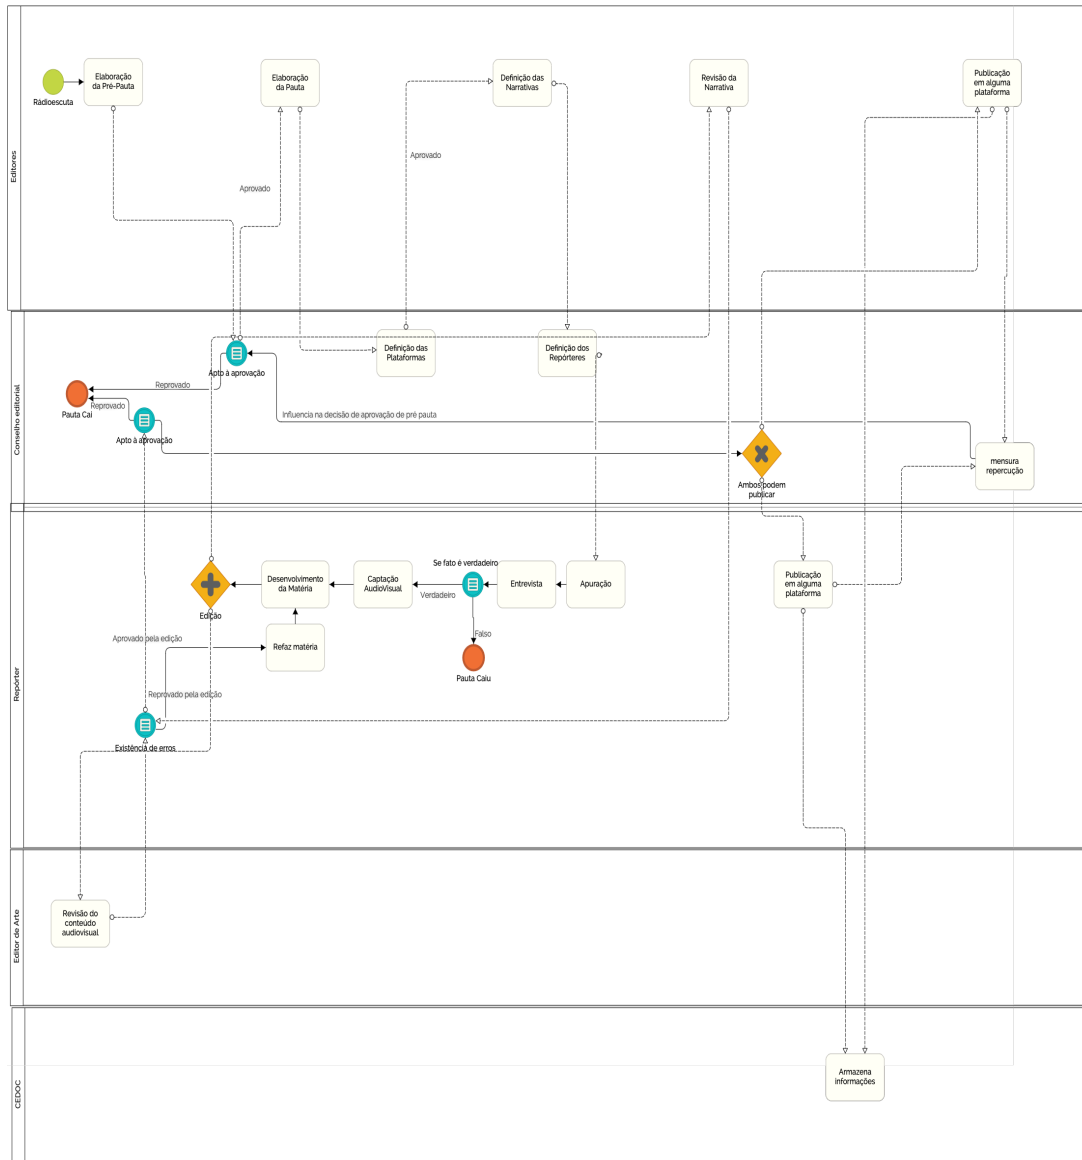 Editores
Rádioescuta
Elaboração
da Pré-Pauta
Elaboração
da Pauta
Definição das
Narrativas
Revisão da
Narrativa
Publicação
em alguma
plataforma
Aprovado
Aprovado
Conselho editorial
Apto à aprovação
Definição das
Plataformas
Definição dos
Repórteres
Reprovado
Pauta Cai
Reprovado
Apto à aprovação
Influencia na decisão de aprovação de pré pauta
Ambos podem
publicar
mensura
repercução
Repórter
Edição
Desenvolvimento
da Matéria
Captação
AudioVisual
Se fato é verdadeiro
Verdadeiro
Entrevista
Apuração
Publicação
em alguma
plataforma
Falso
Pauta Caiu
Aprovado pela edição
Refaz matéria
Reprovado pela edição
Existência de erros
Editor de Arte
Revisão do
conteúdo
audiovisual
CEDOC
Armazena
informações